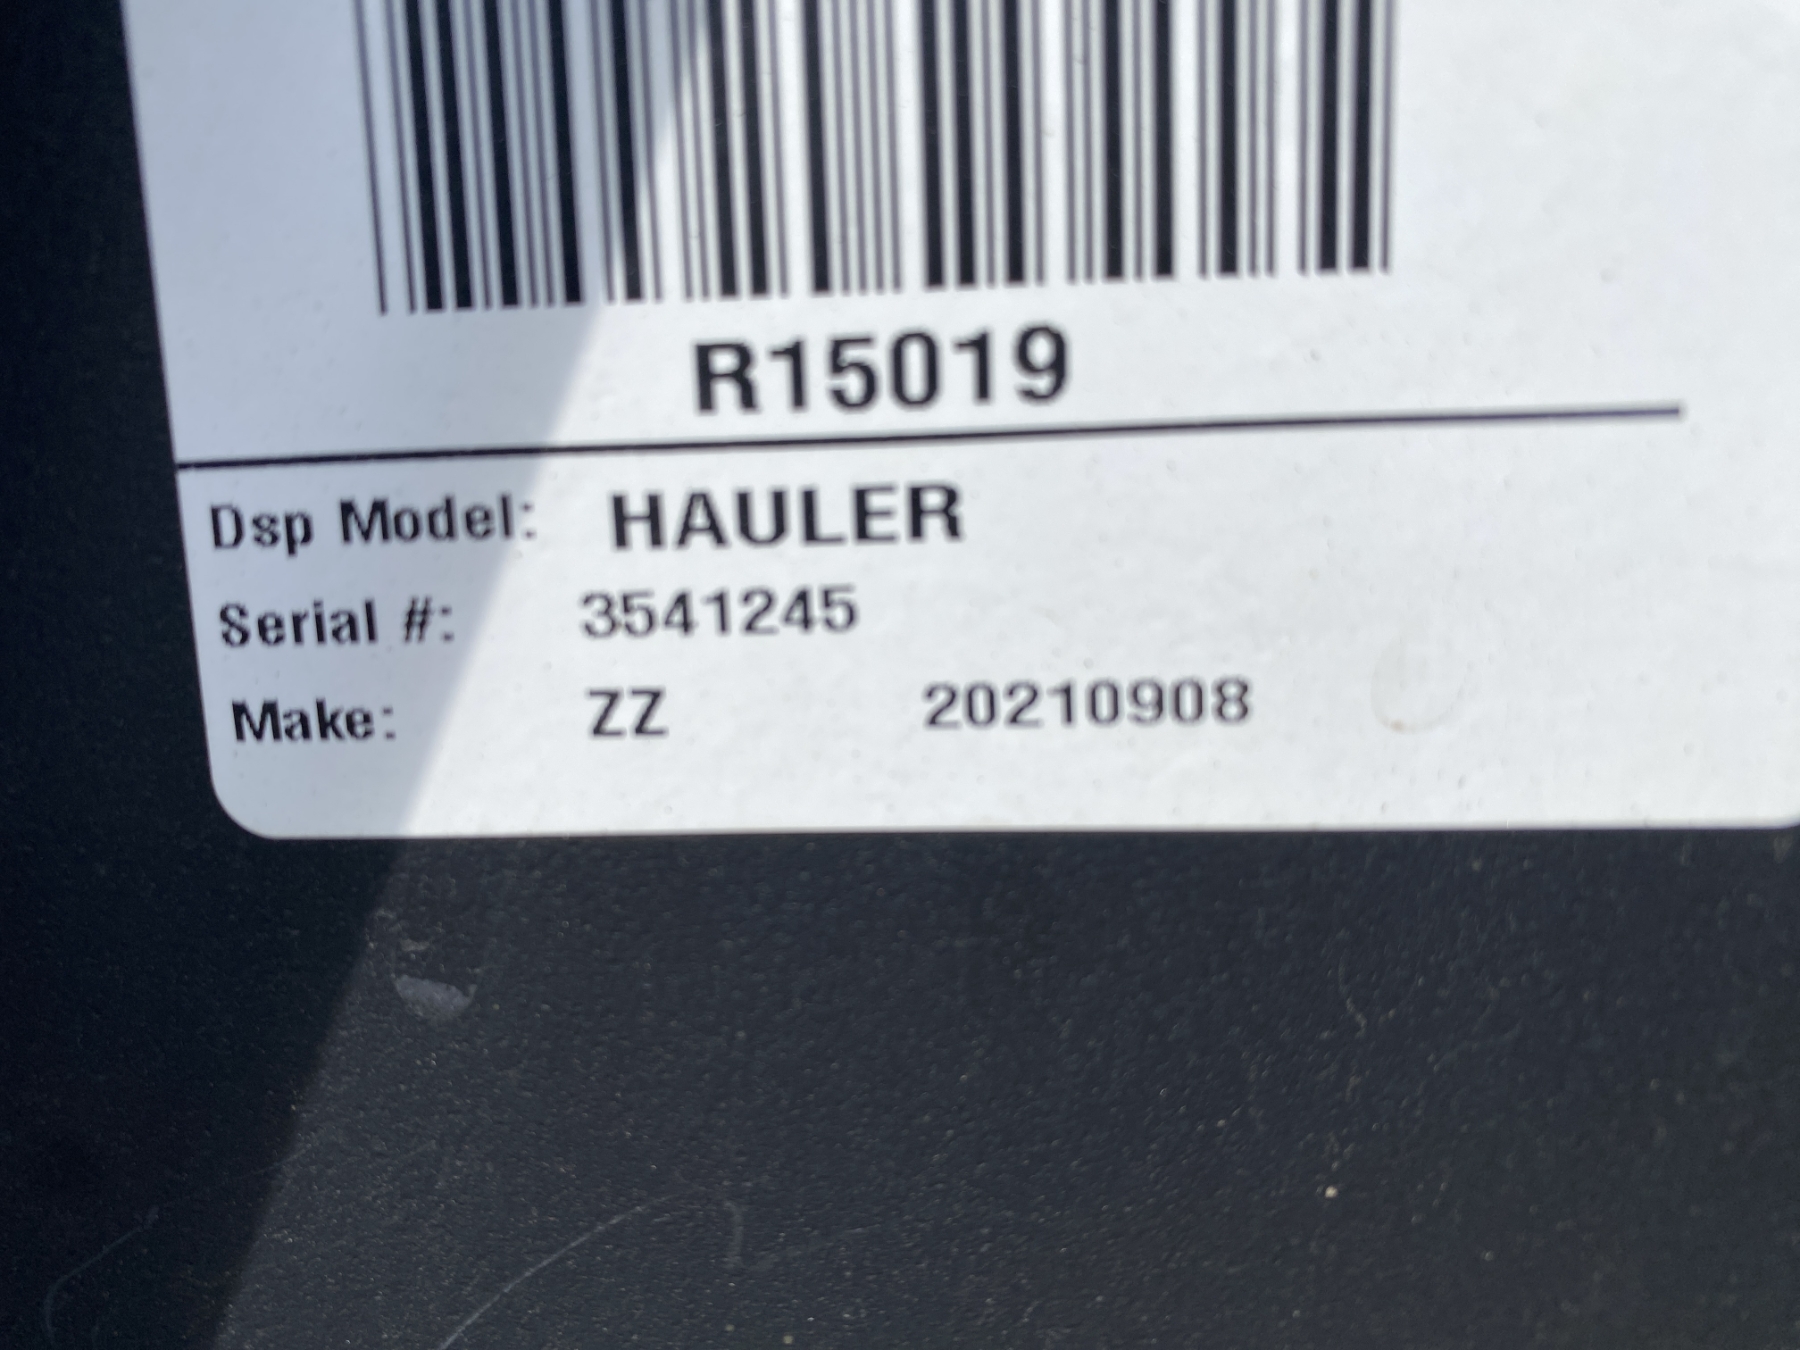 R15019
Dsp Model: HAULER
Serial #: 3541245
Make: ZZ 20210908